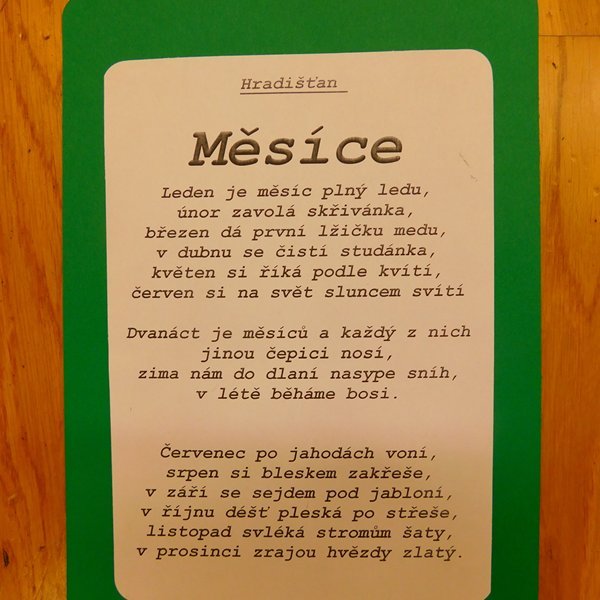 Hradišťan
Měsíce
Leden je měsíc plný ledu,
únor zavolá skřivánka,
březen dá první lžičku medu,
v dubnu se čistí studánka,
květen si říká podle kvítí,
červen si na svět sluncem svítí
Dvanáct je měsíců a každý z nich
jinou čepici nosí,
zima nám do dlaní nasype sníh,
v létě běháme bosi.
Červenec po jahodách voní,
srpen si bleskem zakřeše,
v září se sejdem pod jabloní,
v říjnu déšť pleská po střeše,
listopad svléká stromům šaty,
v prosinci zrajou hvězdy zlatý.